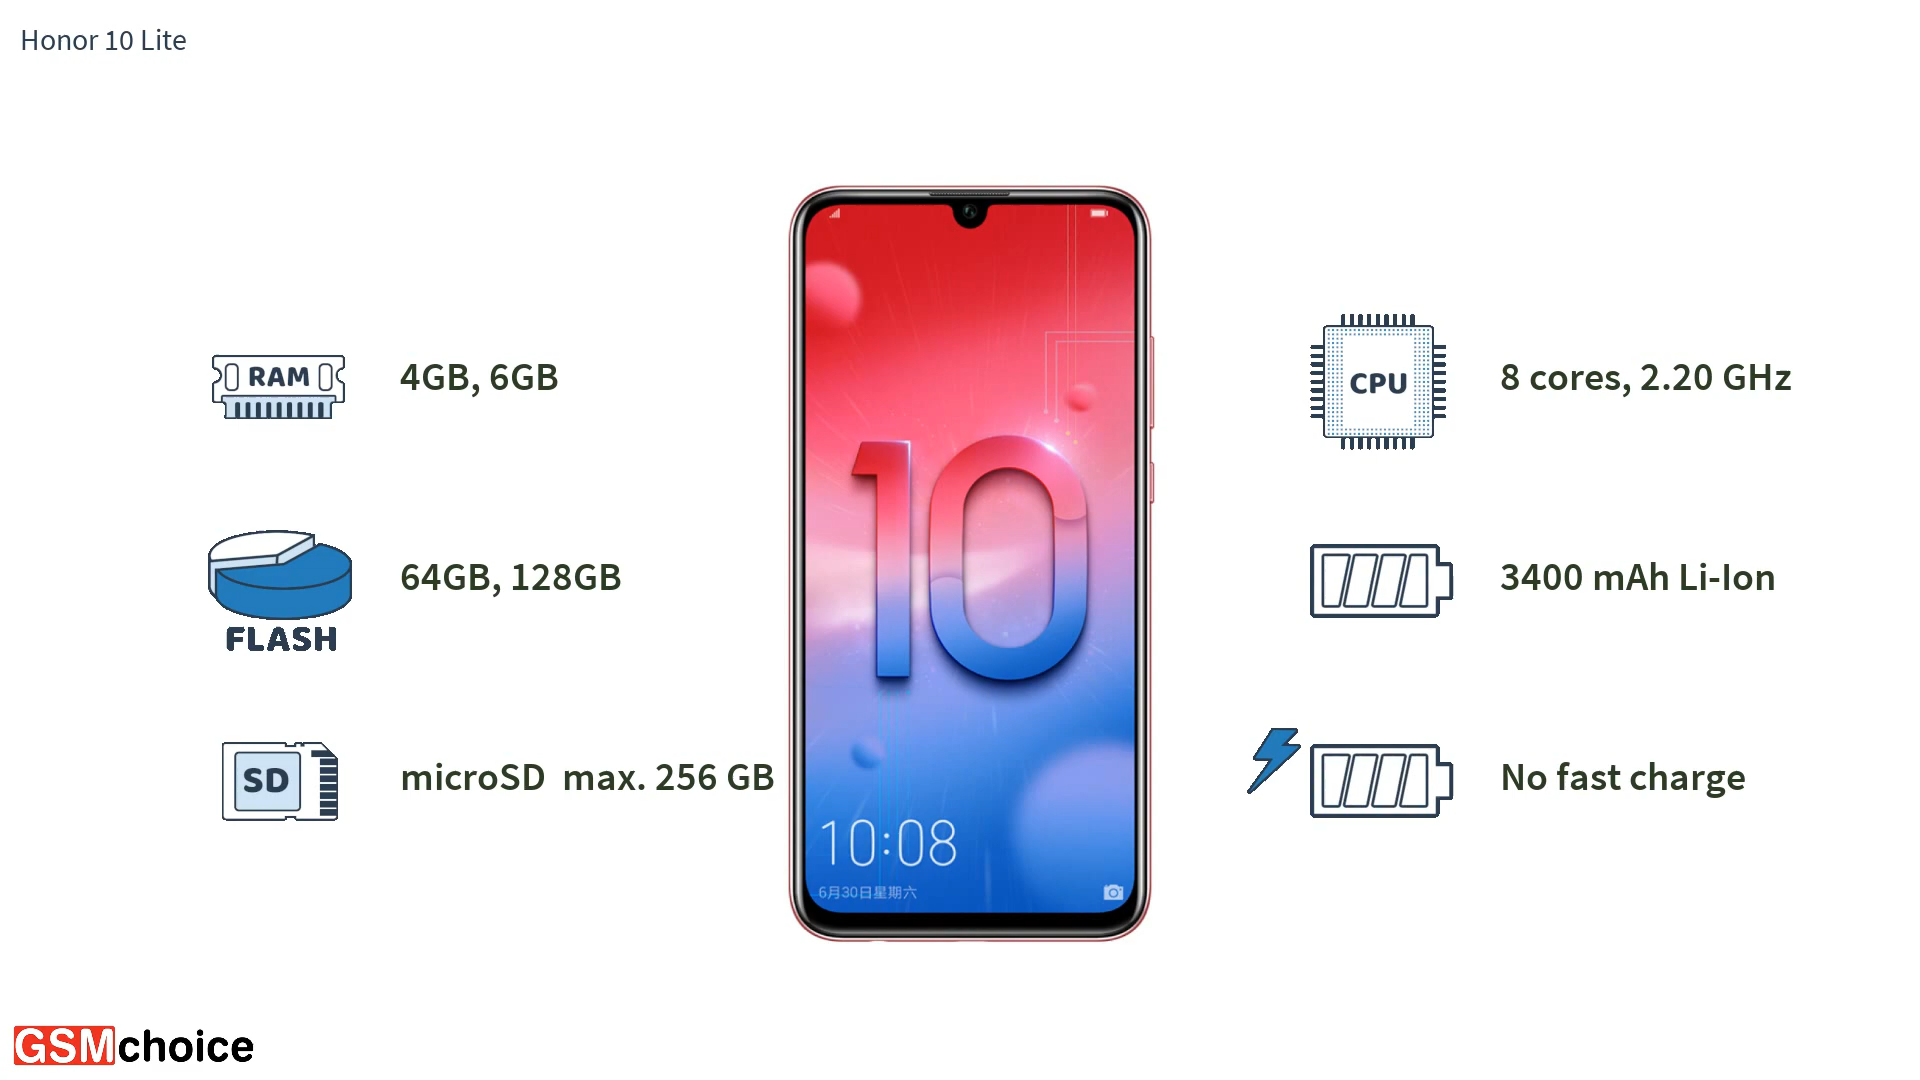 Honor 10 Lite
RAM
4GB, 6GB
FLASH
64GB, 128GB
SD
microSD  max. 256 GB
10
10:08
6月30日星期六
CPU
8 cores, 2.20 GHz
3400 mAh Li-Ion
No fast charge
GSMchoice